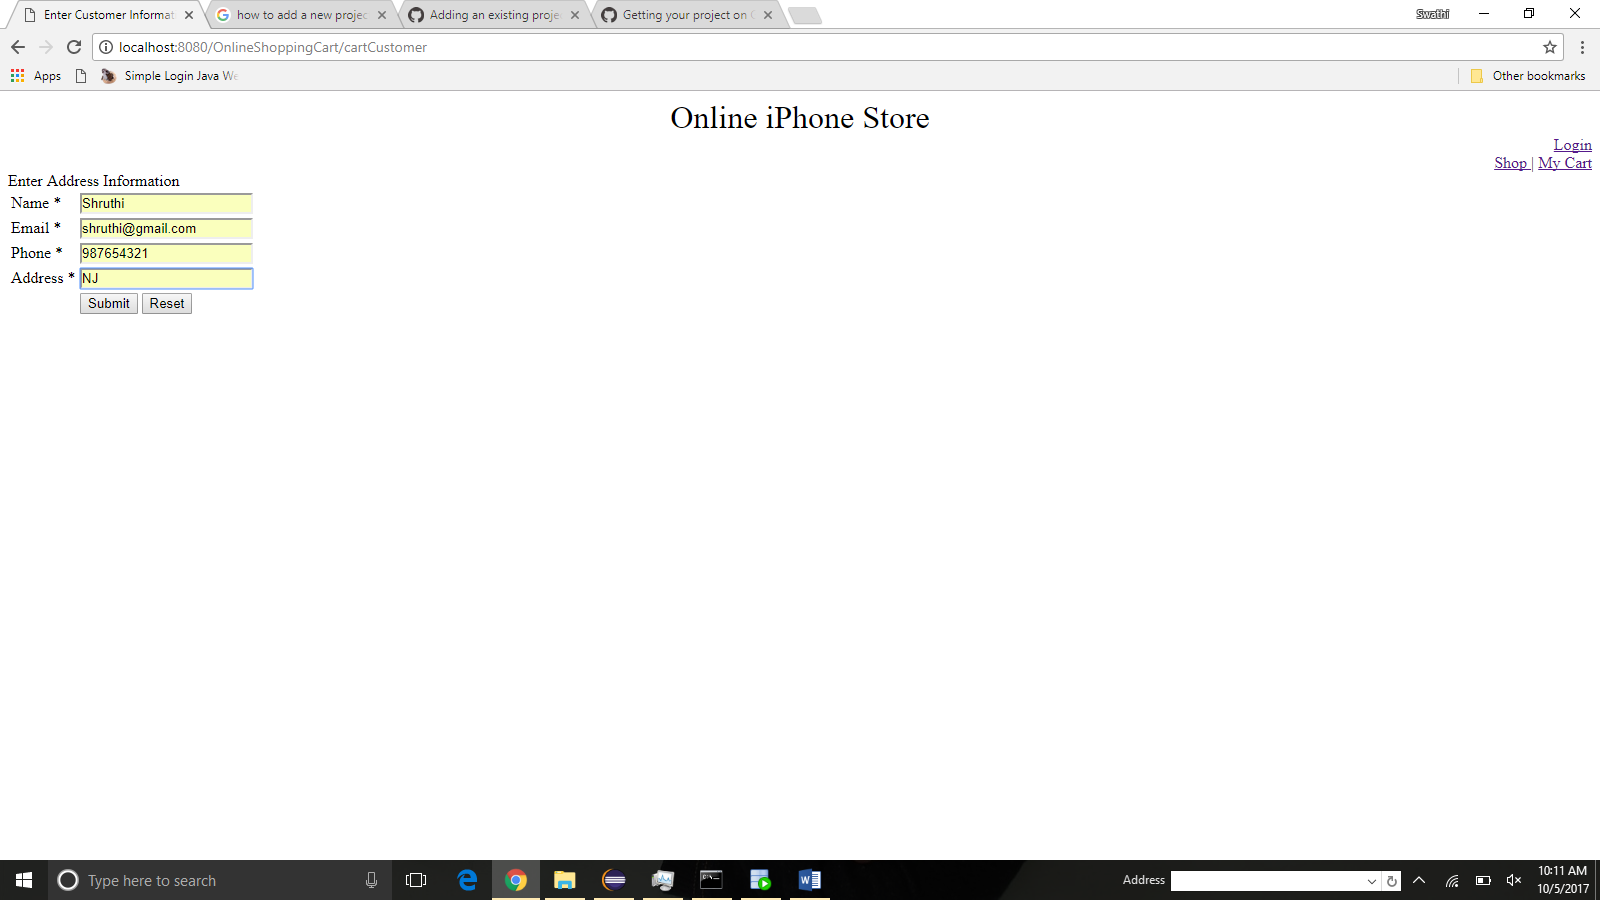 Enter Customer Informat
how to add a new projec
Adding an existing proje
Getting your project on
Swathi
localhost:8080/OnlineShoppingCart/cartCustomer
Apps
Simple Login Java We
Other bookmarks
Online iPhone Store
Login
Shop | My Cart
Enter Address Information
Name * Shruthi
Email * shruthi@gmail.com
Phone * 987654321
Address * NJ
Submit Reset
Type here to search
Address
10:11 AM
10/5/2017